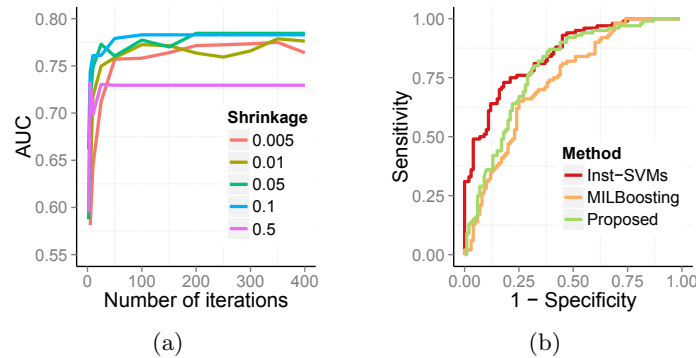 0.80
0.75
0.70
0.65
0.60
0.55
AUC
0
100
200
300
400
Number of iterations
Shrinkage
0.005
0.01
0.05
0.1
0.5
(a)
1.00
0.75
0.50
0.25
0.00
Sensitivity
0.00
0.25
0.50
0.75
1.00
1 − Specificity
Method
Inst−SVMs
MILBoosting
Proposed
(b)